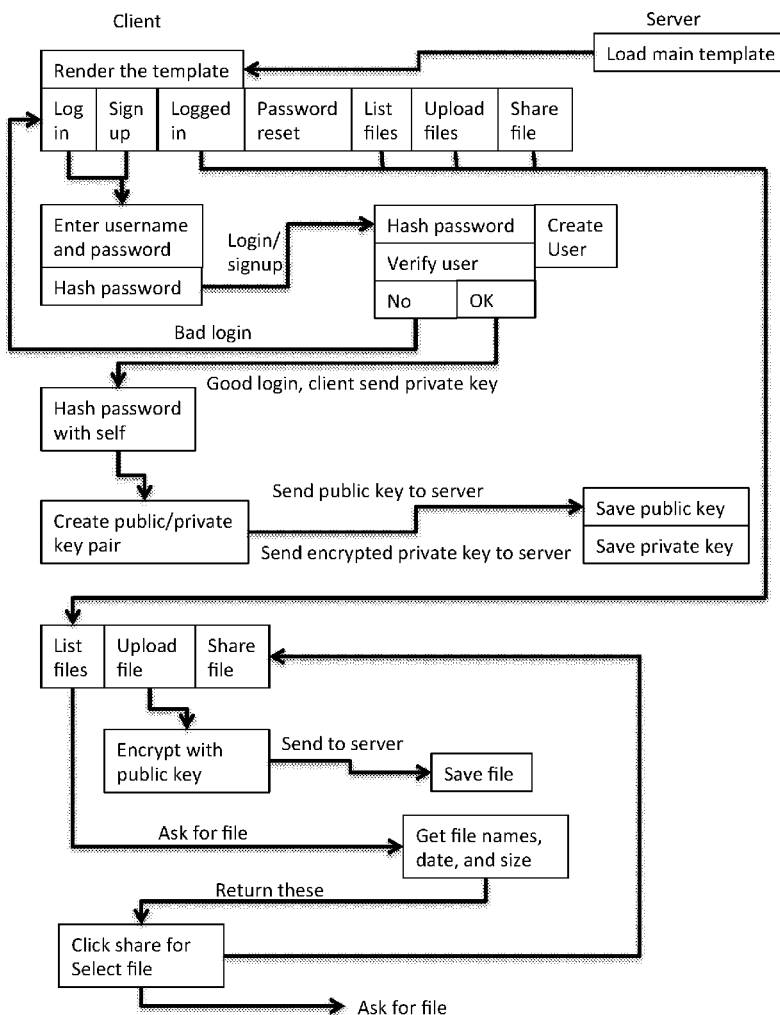 Client
Server
Load main template
Render the template
Log
in
Sign
up
Logged
in
Password
reset
List
files
Upload
files
Share
file
Enter username
and password
Hash password
Login/
signup
Hash password
Verify user
No
OK
Create
User
Bad login
Good login, client send private key
Hash password
with self
Create public/private
key pair
Send public key to server
Send encrypted private key to server
Save public key
Save private key
List
files
Upload
file
Share
file
Encrypt with
public key
Send to server
Save file
Ask for file
Get file names,
date, and size
Return these
Click share for
Select file
Ask for file